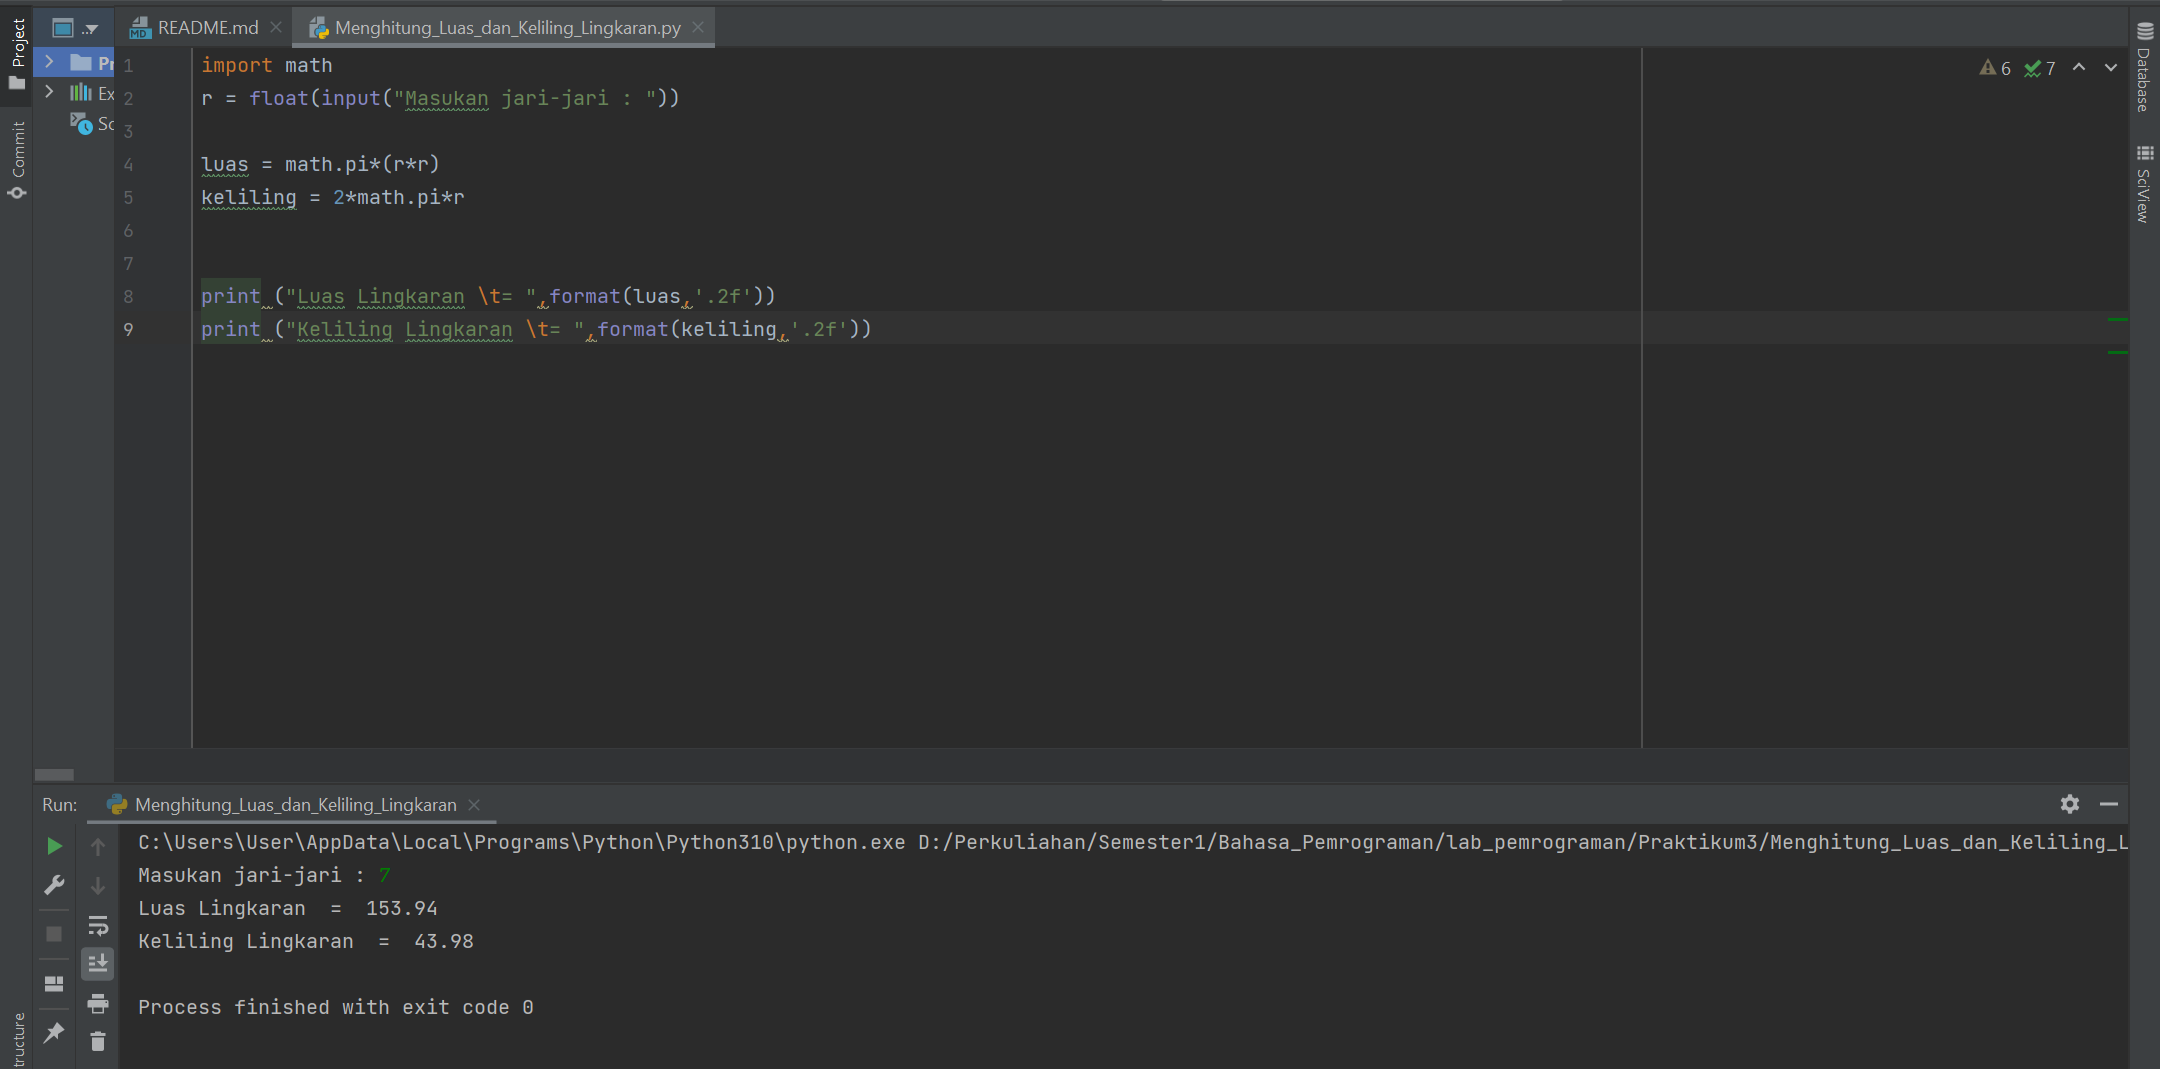 Project
Commit
tructure
Pr
Ex
Sc
README.md
Menghitung_Luas_dan_Keliling_Lingkaran.py
6 7
Database
SciView
1 import math
2 r = float(input("Masukan jari-jari : "))
3
4 luas = math.pi*(r*r)
5 keliling = 2*math.pi*r
6
7
8 print ("Luas Lingkaran \t= ",format(luas,'.2f'))
9 print ("Keliling Lingkaran \t= ",format(keliling,'.2f'))
Run: Menghitung_Luas_dan_Keliling_Lingkaran
C:\Users\User\AppData\Local\Programs\Python\Python310\python.exe D:/Perkuliahan/Semester1/Bahasa_Pemrograman/lab_pemrograman/Praktikum3/Menghitung_Luas_dan_Keliling_L
Masukan jari-jari : 7
Luas Lingkaran  =  153.94
Keliling Lingkaran  =  43.98
Process finished with exit code 0